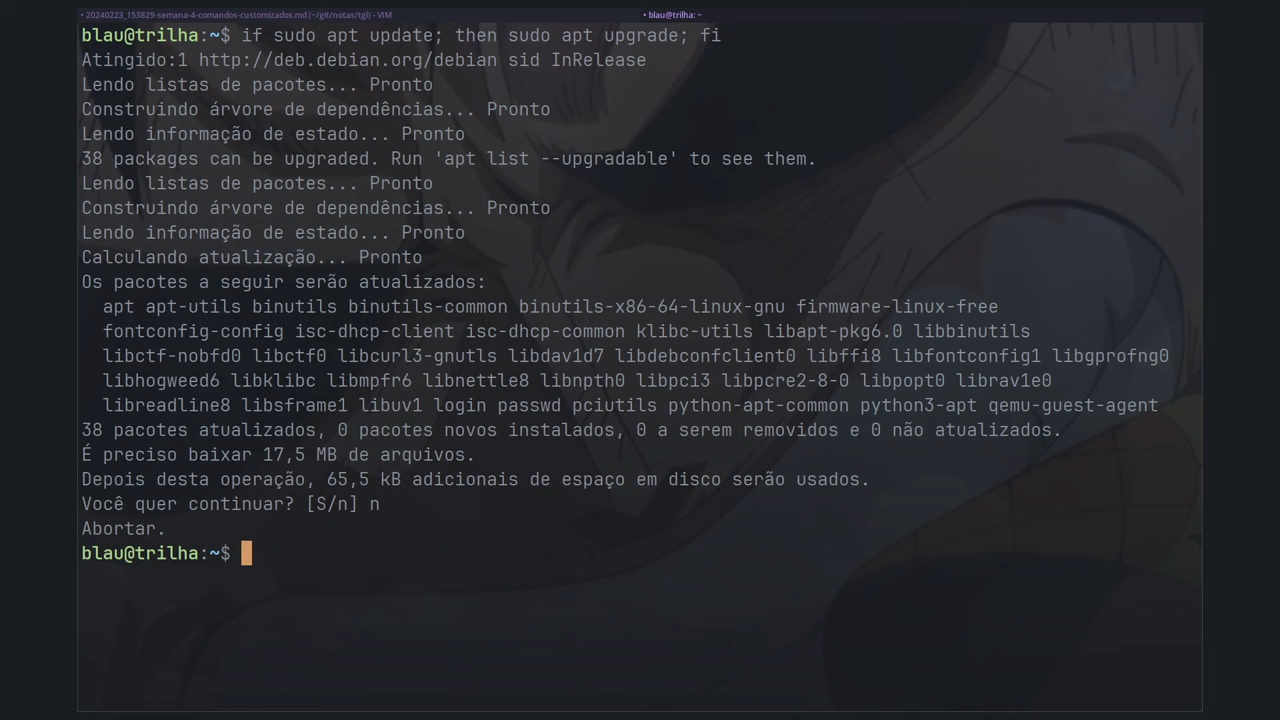 • 20240223_153829-semana-4-comandos-customizados.md (~/git/notas/tgl) - VIM
• blau@trilha: ~
blau@trilha:~$ if sudo apt update; then sudo apt upgrade; fi
Atingido:1 http://deb.debian.org/debian sid InRelease
Lendo listas de pacotes... Pronto
Construindo árvore de dependências... Pronto
Lendo informação de estado... Pronto
38 packages can be upgraded. Run 'apt list --upgradable' to see them.
Lendo listas de pacotes... Pronto
Construindo árvore de dependências... Pronto
Lendo informação de estado... Pronto
Calculando atualização... Pronto
Os pacotes a seguir serão atualizados:
  apt apt-utils binutils binutils-common binutils-x86-64-linux-gnu firmware-linux-free
  fontconfig-config isc-dhcp-client isc-dhcp-common klibc-utils libapt-pkg6.0 libbinutils
  libctf-nobfd0 libctf0 libcurl3-gnutls libdav1d7 libdebconfclient0 libffi8 libfontconfig1 libgprofng0
  libhogweed6 libklibc libmpfr6 libnettle8 libnpth0 libpci3 libpcre2-8-0 libpopt0 librav1e0
  libreadline8 libsframe1 libuv1 login passwd pciutils python-apt-common python3-apt qemu-guest-agent
38 pacotes atualizados, 0 pacotes novos instalados, 0 a serem removidos e 0 não atualizados.
É preciso baixar 17,5 MB de arquivos.
Depois desta operação, 65,5 kB adicionais de espaço em disco serão usados.
Você quer continuar? [S/n] n
Abortar.
blau@trilha:~$